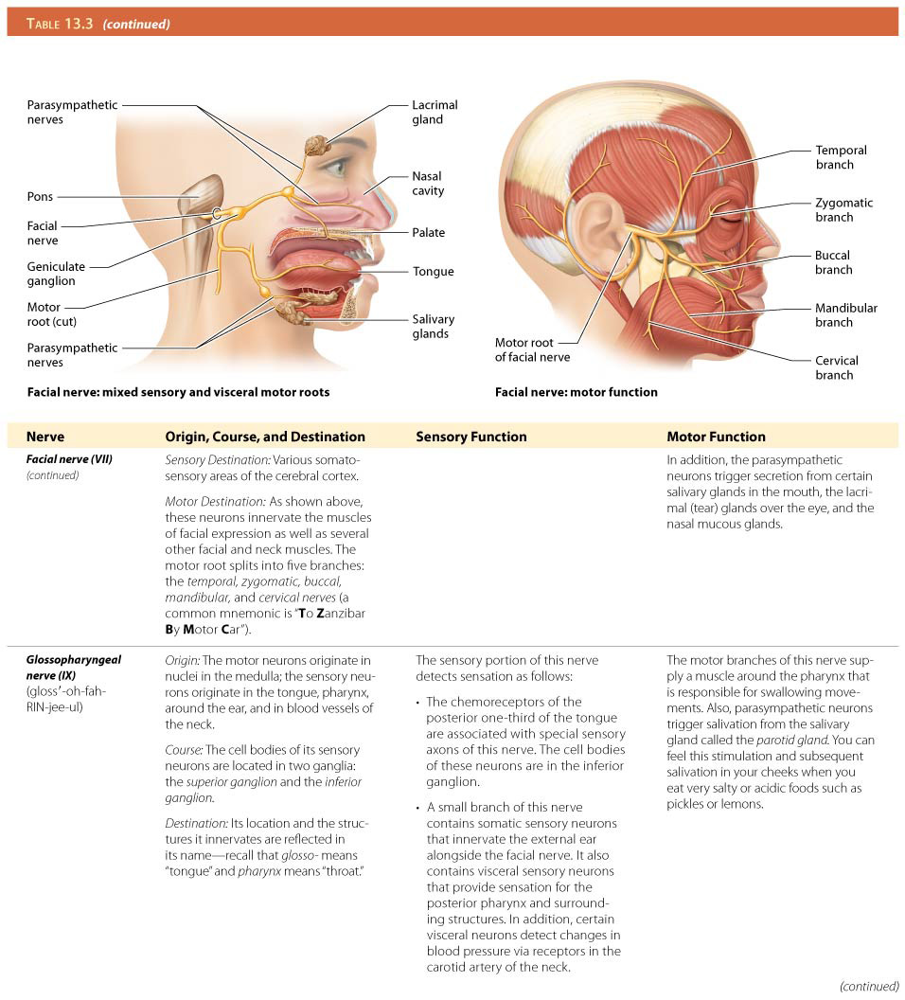 TABLE 13.3 (continued)
Parasympathetic
nerves
Pons
Facial
nerve
Geniculate
ganglion
Motor
root (cut)
Parasympathetic
nerves
Lacrimal
gland
Nasal
cavity
Palate
Tongue
Salivary
glands
Facial nerve: mixed sensory and visceral motor roots
Temporal
branch
Zygomatic
branch
Buccal
branch
Mandibular
branch
Cervical
branch
Motor root
of facial nerve
Facial nerve: motor function
Nerve Origin, Course, and Destination Sensory Function Motor Function
Facial nerve (VII)
(continued)
Sensory Destination: Various somato-
sensory areas of the cerebral cortex.
Motor Destination: As shown above,
these neurons innervate the muscles
of facial expression as well as several
other facial and neck muscles. The
motor root splits into five branches:
the temporal, zygomatic, buccal,
mandibular, and cervical nerves (a
common mnemonic is “To Zanzibar
By Motor Car”).
In addition, the parasympathetic
neurons trigger secretion from certain
salivary glands in the mouth, the lacri-
mal (tear) glands over the eye, and the
nasal mucous glands.
Glossopharyngeal
nerve (IX)
(gloss′-oh-fah-
RIN-jee-ul)
Origin: The motor neurons originate in
nuclei in the medulla; the sensory neu-
rons originate in the tongue, pharynx,
around the ear, and in blood vessels of
the neck.
Course: The cell bodies of its sensory
neurons are located in two ganglia:
the superior ganglion and the inferior
ganglion.
Destination: Its location and the struc-
tures it innervates are reflected in
its name—recall that glosso- means
“tongue” and pharynx means “throat.”
The sensory portion of this nerve
detects sensation as follows:
• The chemoreceptors of the
posterior one-third of the tongue
are associated with special sensory
axons of this nerve. The cell bodies
of these neurons are in the inferior
ganglion.
• A small branch of this nerve
contains somatic sensory neurons
that innervate the external ear
alongside the facial nerve. It also
contains visceral sensory neurons
that provide sensation for the
posterior pharynx and surround-
ing structures. In addition, certain
visceral neurons detect changes in
blood pressure via receptors in the
carotid artery of the neck.
The motor branches of this nerve sup-
ply a muscle around the pharynx that
is responsible for swallowing move-
ments. Also, parasympathetic neurons
trigger salivation from the salivary
gland called the parotid gland. You can
feel this stimulation and subsequent
salivation in your cheeks when you
eat very salty or acidic foods such as
pickles or lemons.
(continued)